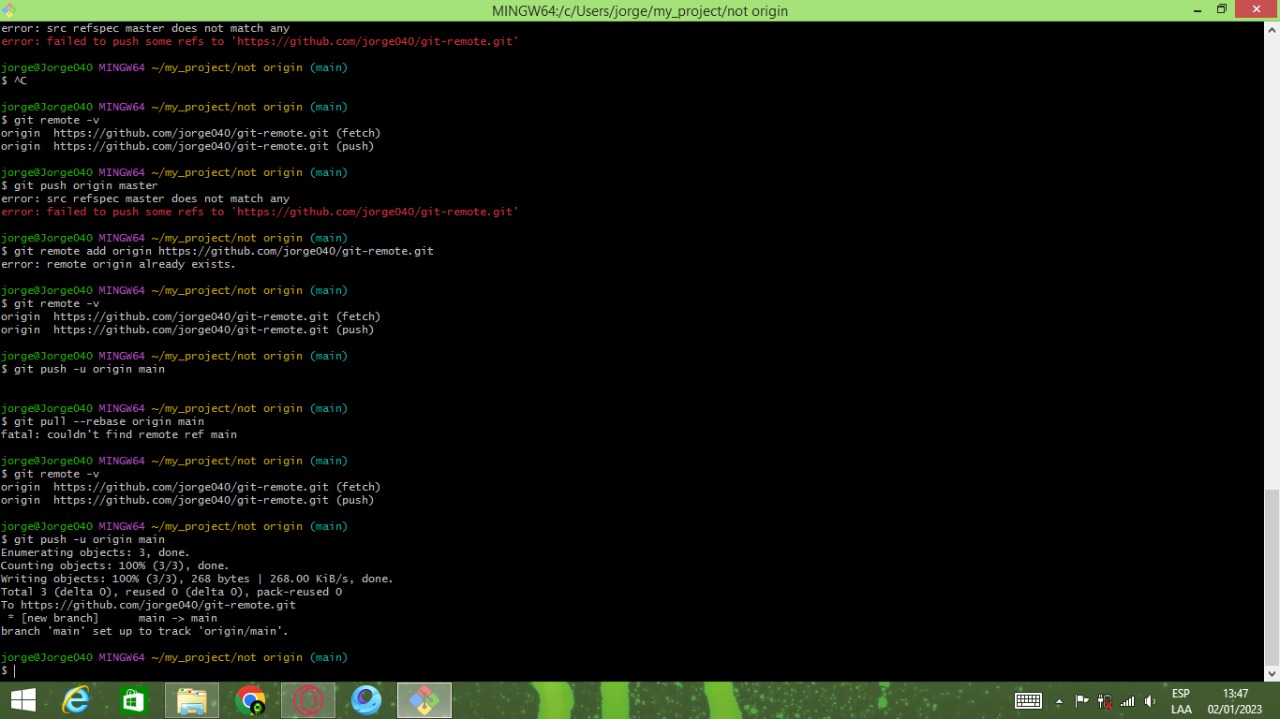 MINGW64:/c/Users/jorge/my_project/not origin
error: src refspec master does not match any
error: failed to push some refs to 'https://github.com/jorge040/git-remote.git'
jorge@Jorge040 MINGW64 ~/my_project/not origin (main)
$ ^C
jorge@Jorge040 MINGW64 ~/my_project/not origin (main)
$ git remote -v
origin  https://github.com/jorge040/git-remote.git (fetch)
origin  https://github.com/jorge040/git-remote.git (push)
jorge@Jorge040 MINGW64 ~/my_project/not origin (main)
$ git push origin master
error: src refspec master does not match any
error: failed to push some refs to 'https://github.com/jorge040/git-remote.git'
jorge@Jorge040 MINGW64 ~/my_project/not origin (main)
$ git remote add origin https://github.com/jorge040/git-remote.git
error: remote origin already exists.
jorge@Jorge040 MINGW64 ~/my_project/not origin (main)
$ git remote -v
origin  https://github.com/jorge040/git-remote.git (fetch)
origin  https://github.com/jorge040/git-remote.git (push)
jorge@Jorge040 MINGW64 ~/my_project/not origin (main)
$ git push -u origin main
jorge@Jorge040 MINGW64 ~/my_project/not origin (main)
$ git pull --rebase origin main
fatal: couldn't find remote ref main
jorge@Jorge040 MINGW64 ~/my_project/not origin (main)
$ git remote -v
origin  https://github.com/jorge040/git-remote.git (fetch)
origin  https://github.com/jorge040/git-remote.git (push)
jorge@Jorge040 MINGW64 ~/my_project/not origin (main)
$ git push -u origin main
Enumerating objects: 3, done.
Counting objects: 100% (3/3), done.
Writing objects: 100% (3/3), 268 bytes | 268.00 KiB/s, done.
Total 3 (delta 0), reused 0 (delta 0), pack-reused 0
To https://github.com/jorge040/git-remote.git
 * [new branch]      main -> main
branch 'main' set up to track 'origin/main'.
jorge@Jorge040 MINGW64 ~/my_project/not origin (main)
$
ESP
LAA
13:47
02/01/2023